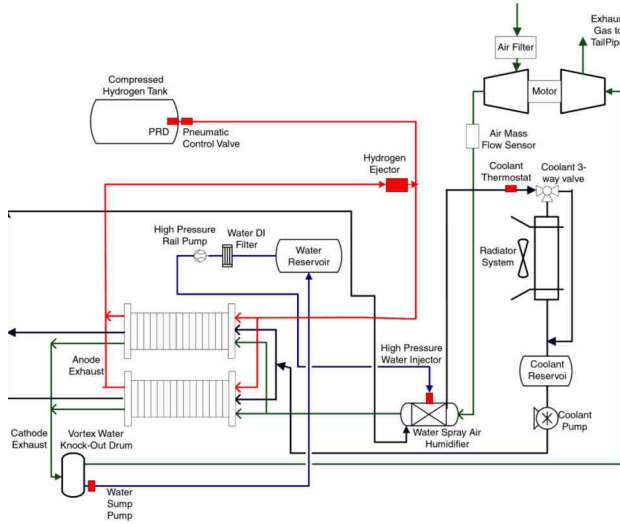 Exhaus
Gas to
TailPipe
Air Filter
Motor
Compressed
Hydrogen Tank
PRD
Pneumatic
Control Valve
Air Mass
Flow Sensor
Hydrogen
Ejector
Coolant
Thermostat
Coolant 3-
way valve
High Pressure
Rail Pump
Water DI
Filter
Water
Reservoir
Radiator
System
Anode
Exhaust
High Pressure
Water Injector
Coolant
Reservoi
Coolant
Pump
Water Spray Air
Humidifier
Cathode
Exhaust
Vortex Water
Knock-Out Drum
Water
Sump
Pump